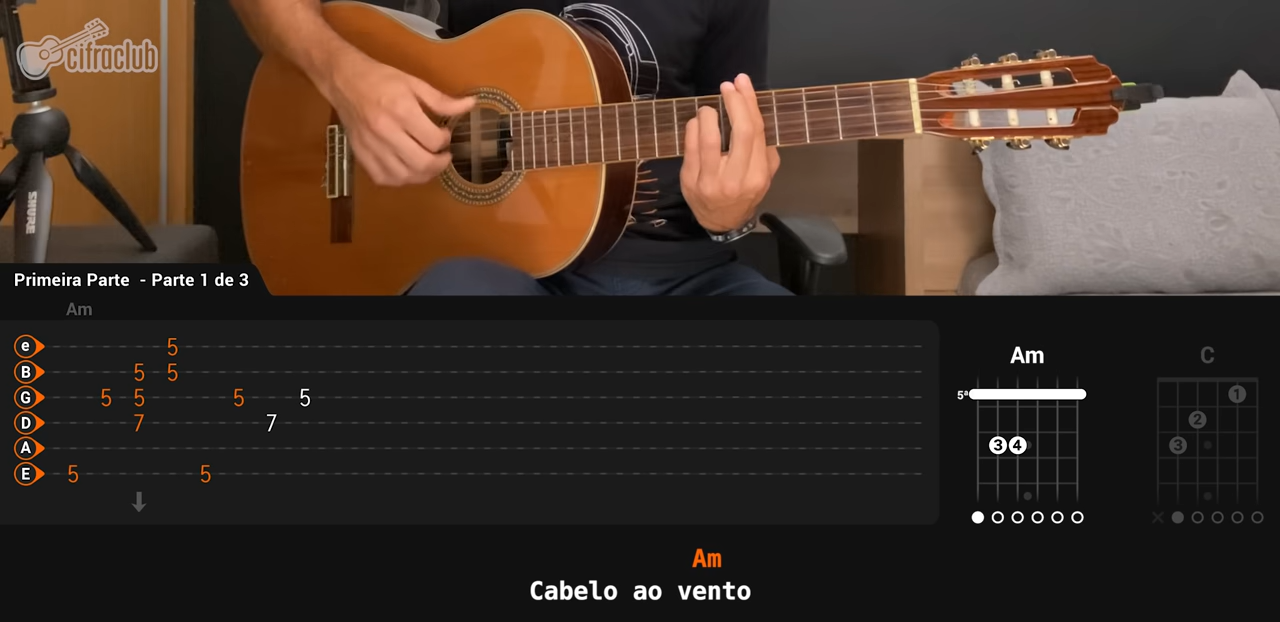 cifraclub
SHURE
Primeira Parte - Parte 1 de 3
Am
e 5
B 5 5
G 5 5 5 5
D 7 7
A
E 5 5
Am
5ª
3 4
C
1
2
3
X
Am
Cabelo ao vento